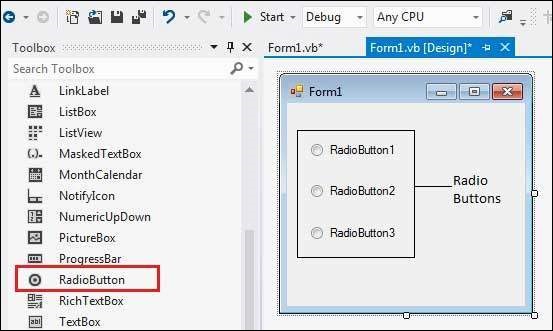 Start Debug Any CPU
Toolbox
Form1.vb* Form1.vb [Design]*
Search Toolbox
LinkLabel
ListBox
ListView
MaskedTextBox
MonthCalendar
NotifyIcon
NumericUpDown
PictureBox
ProgressBar
RadioButton
RichTextBox
TextBox
Form1
RadioButton1
RadioButton2
RadioButton3
Radio
Buttons